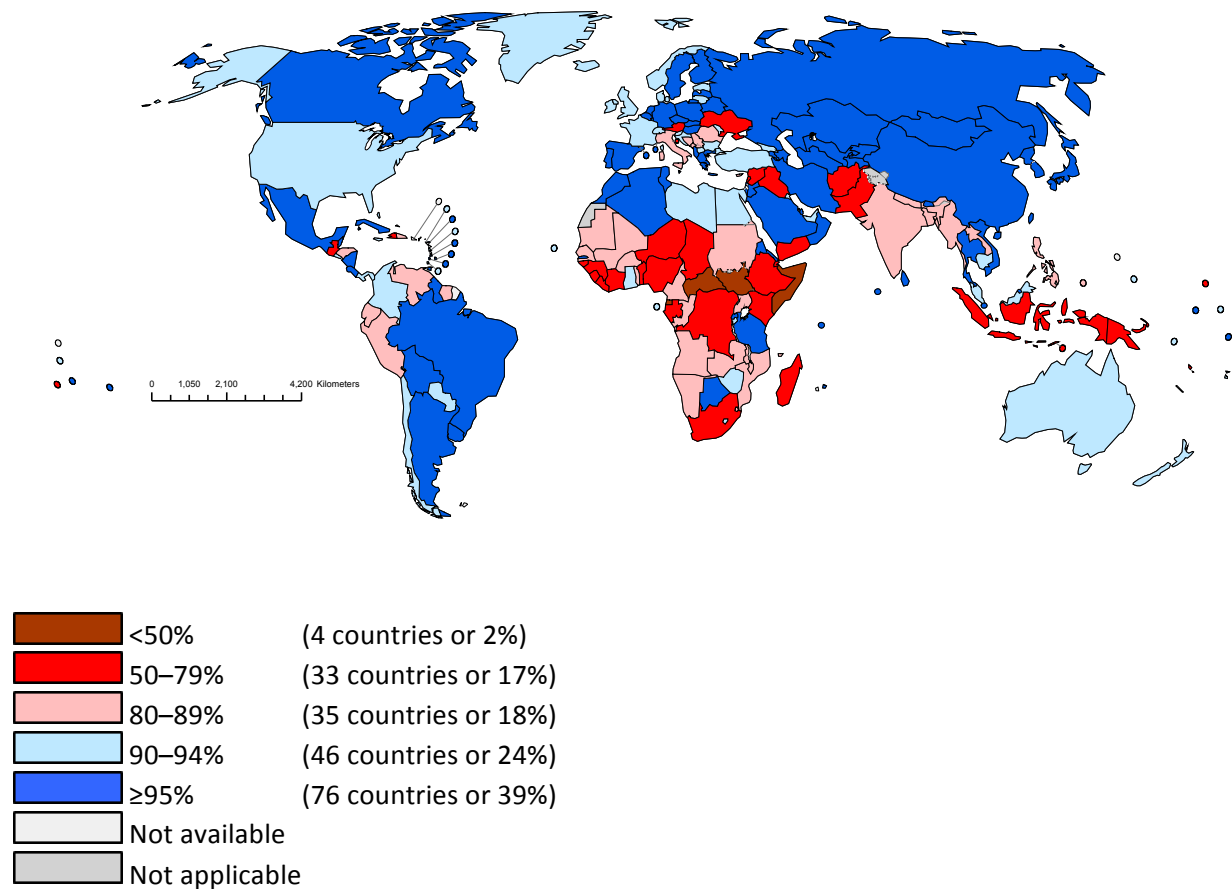 0 1,050 2,100 4,200 Kilometers
<50% (4 countries or 2%)
50–79% (33 countries or 17%)
80–89% (35 countries or 18%)
90–94% (46 countries or 24%)
≥95% (76 countries or 39%)
Not available
Not applicable